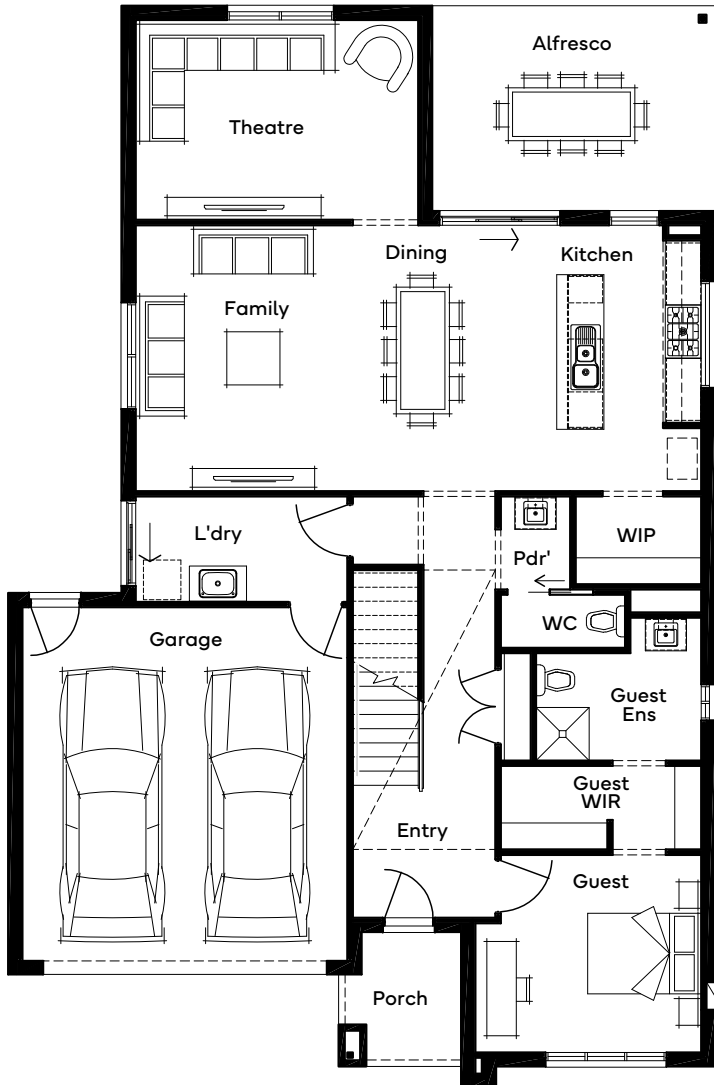 Alfresco
Theatre
Dining
Kitchen
Family
L'dry
WIP
Pdr'
WC
Garage
Guest
Ens
Guest
WIR
Entry
Guest
Porch